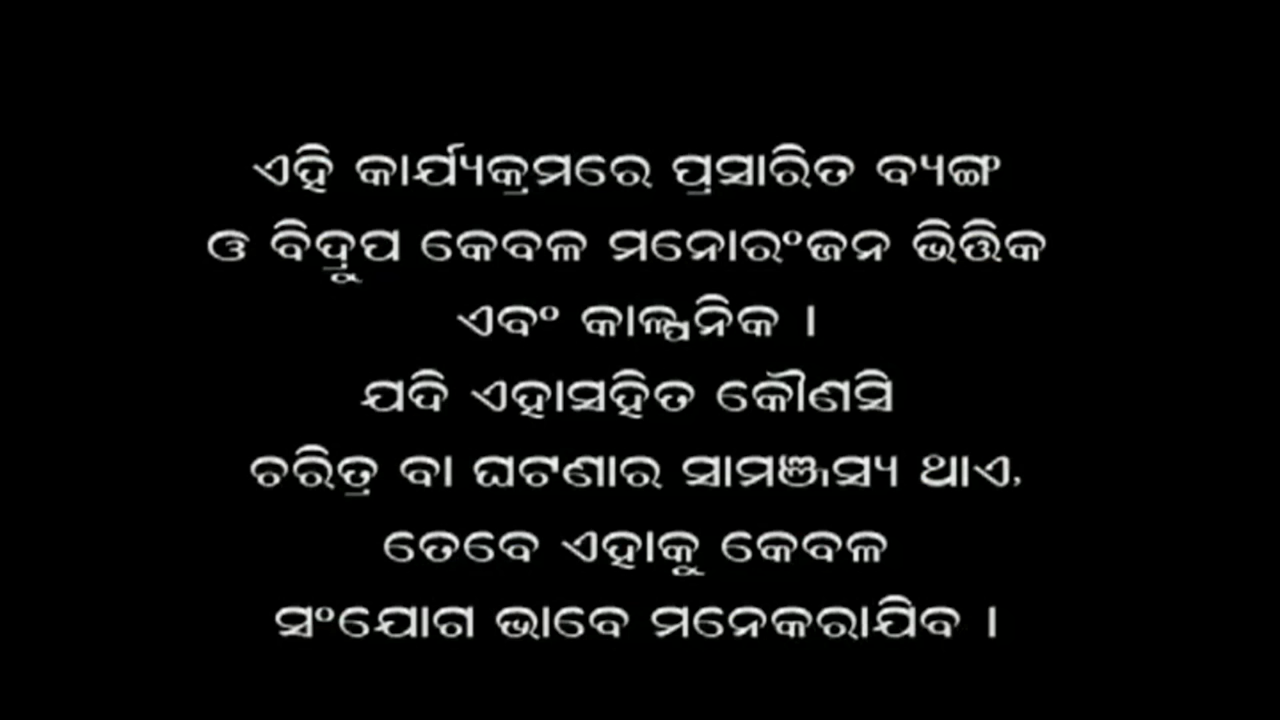 ଏହି କାର୍ଯ୍ୟକ୍ରମରେ ପ୍ରସାରିତ ବ୍ୟଙ୍ଗ
ଓ ବିଦ୍ରୁପ କେବଳ ମନୋରଂଜନ ଭିତ୍ତିକ
ଏବଂ କାଳ୍ପନିକ ।
ଯଦି ଏହାସହିତ କୌଣସି
ଚରିତ୍ର ବା ଘଟଣାର ସାମଞ୍ଜସ୍ୟ ଥାଏ,
ତେବେ ଏହାକୁ କେବଳ
ସଂଯୋଗ ଭାବେ ମନେକରାଯିବ ।